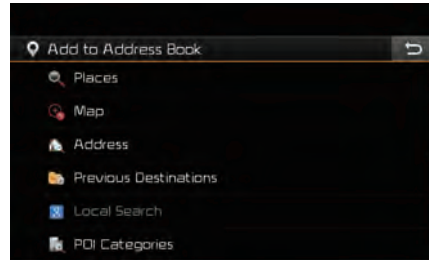 Add to Address Book
Places
Map
Address
Previous Destinations
Local Search
POI Categories